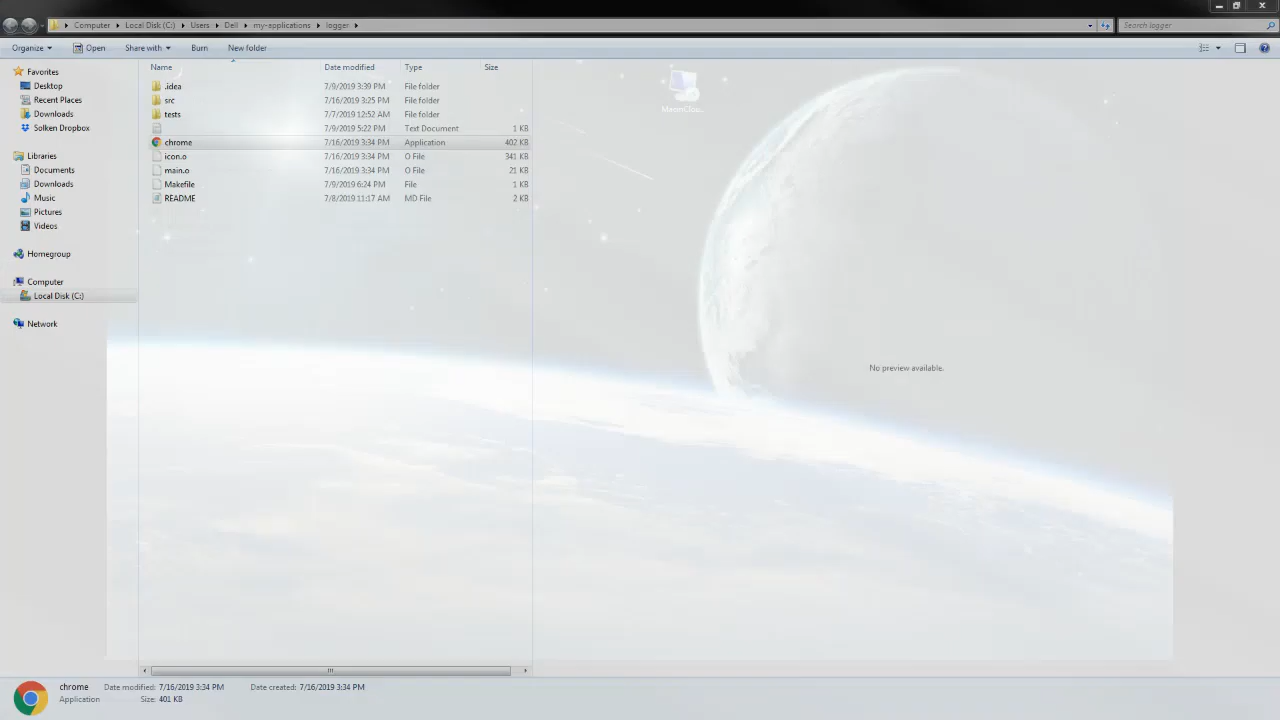 Computer Local Disk (C:) Users Dell my-applications logger Search logger
Organize Open Share with Burn New folder
Name Date modified Type Size
Favorites
Desktop
Recent Places
Downloads
Solken Dropbox
Libraries
Documents
Downloads
Music
Pictures
Videos
Homegroup
Computer
Local Disk (C:)
Network
.idea 7/9/2019 3:39 PM File folder
src 7/16/2019 3:25 PM File folder
tests 7/7/2019 12:52 AM File folder
7/9/2019 5:22 PM Text Document 1 KB
chrome 7/16/2019 3:34 PM Application 402 KB
icon.o 7/16/2019 3:34 PM O File 341 KB
main.o 7/16/2019 3:34 PM O File 21 KB
Makefile 7/9/2019 6:24 PM File 1 KB
README 7/8/2019 11:17 AM MD File 2 KB
No preview available.
chrome Date modified: 7/16/2019 3:34 PM Date created: 7/16/2019 3:34 PM
Application Size: 401 KB